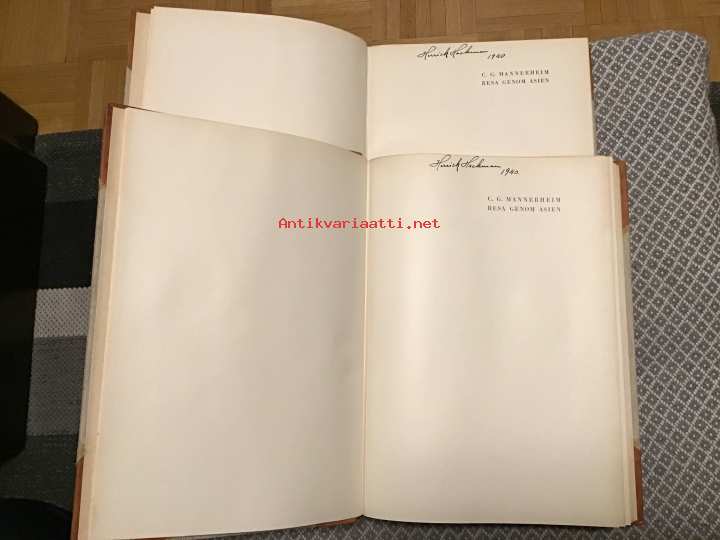 1940
C. G. MANNERHEIM
RESA GENOM ASIEN
1940.
C. G. MANNERHEIM
RESA GENOM ASIEN
Antikvariaatti.net